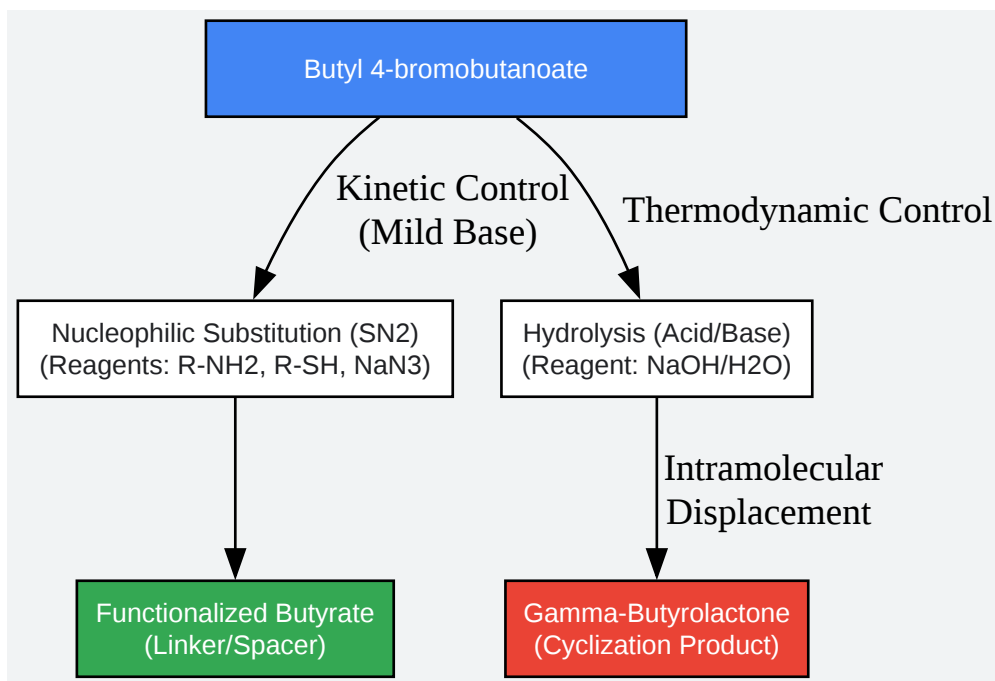 Butyl 4-bromobutanoate
Kinetic Control
(Mild Base)
Thermodynamic Control
Nucleophilic Substitution (SN2)
(Reagents: R-NH2, R-SH, NaN3)
Hydrolysis (Acid/Base)
(Reagent: NaOH/H2O)
Intramolecular
Displacement
Functionalized Butyrate
(Linker/Spacer)
Gamma-Butyrolactone
(Cyclization Product)